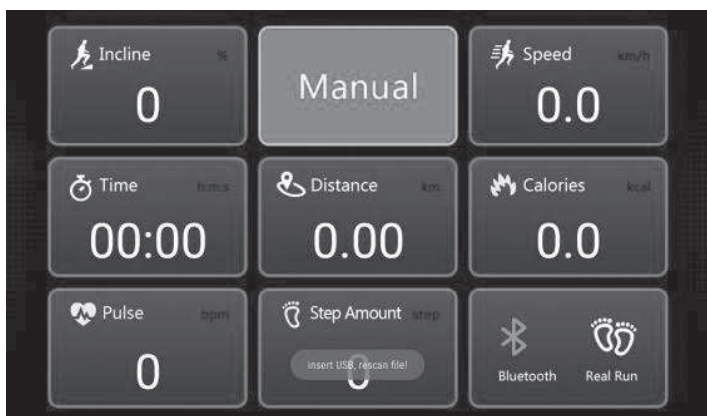 Incline %
0
Manual
Speed km/h
0.0
Time h:m:s
00:00
Distance km
0.00
Calories kcal
0.0
Pulse bpm
0
Step Amount step
insert USB, rescan file!
0
Bluetooth
Real Run